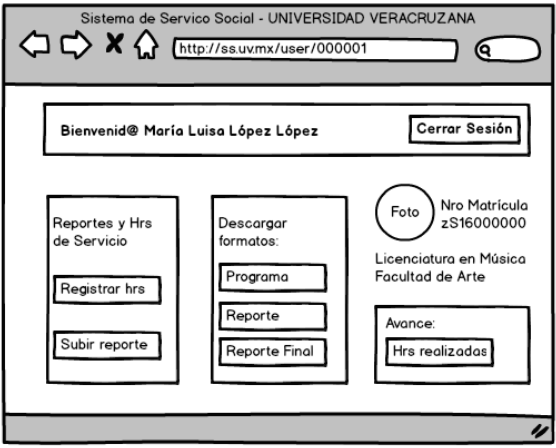 Sistema de Servico Social - UNIVERSIDAD VERACRUZANA
http://ss.uv.mx/user/000001
Bienvenid@ María Luisa López López
Cerrar Sesión
Reportes y Hrs
de Servicio
Registrar hrs
Subir reporte
Descargar
formatos:
Programa
Reporte
Reporte Final
Foto
Nro Matrícula
zS16000000
Licenciatura en Música
Facultad de Arte
Avance:
Hrs realizadas